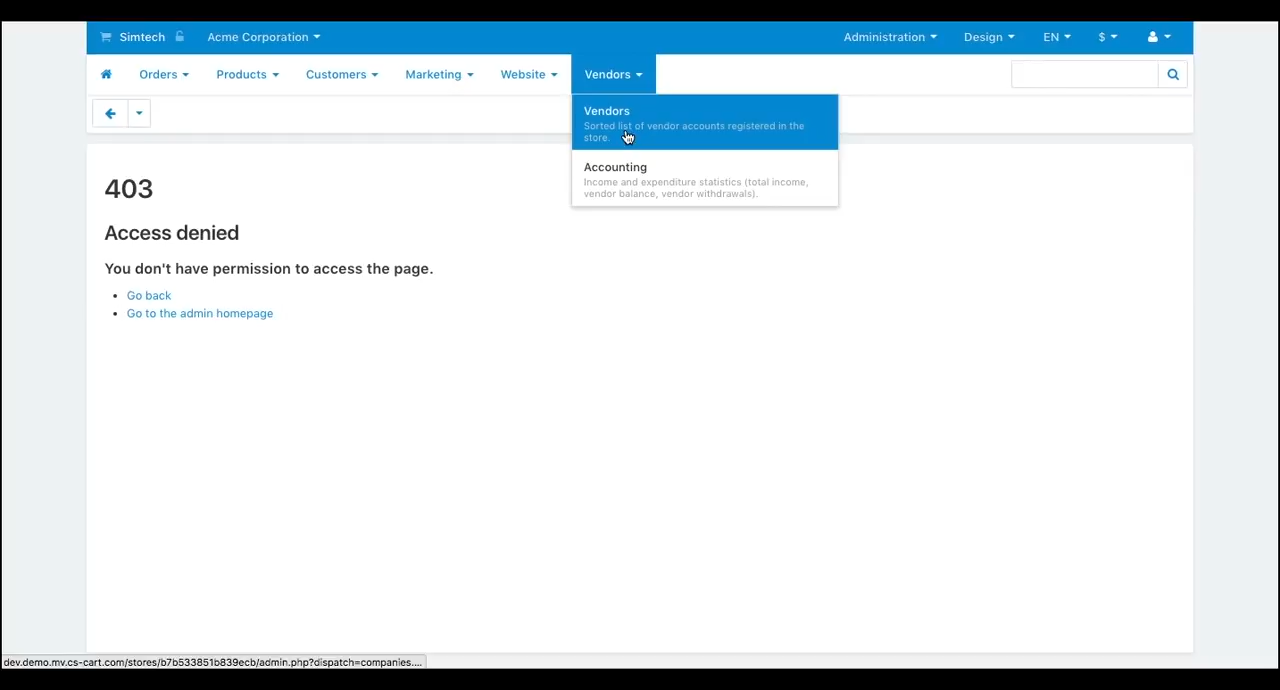 Simtech Acme Corporation Administration Design EN $
Orders Products Customers Marketing Website Vendors
Vendors
Sorted list of vendor accounts registered in the
store.
Accounting
Income and expenditure statistics (total income,
vendor balance, vendor withdrawals).
403
Access denied
You don't have permission to access the page.
Go back
Go to the admin homepage
dev.demo.mv.cs-cart.com/stores/b7b533851b839ecb/admin.php?dispatch=companies....